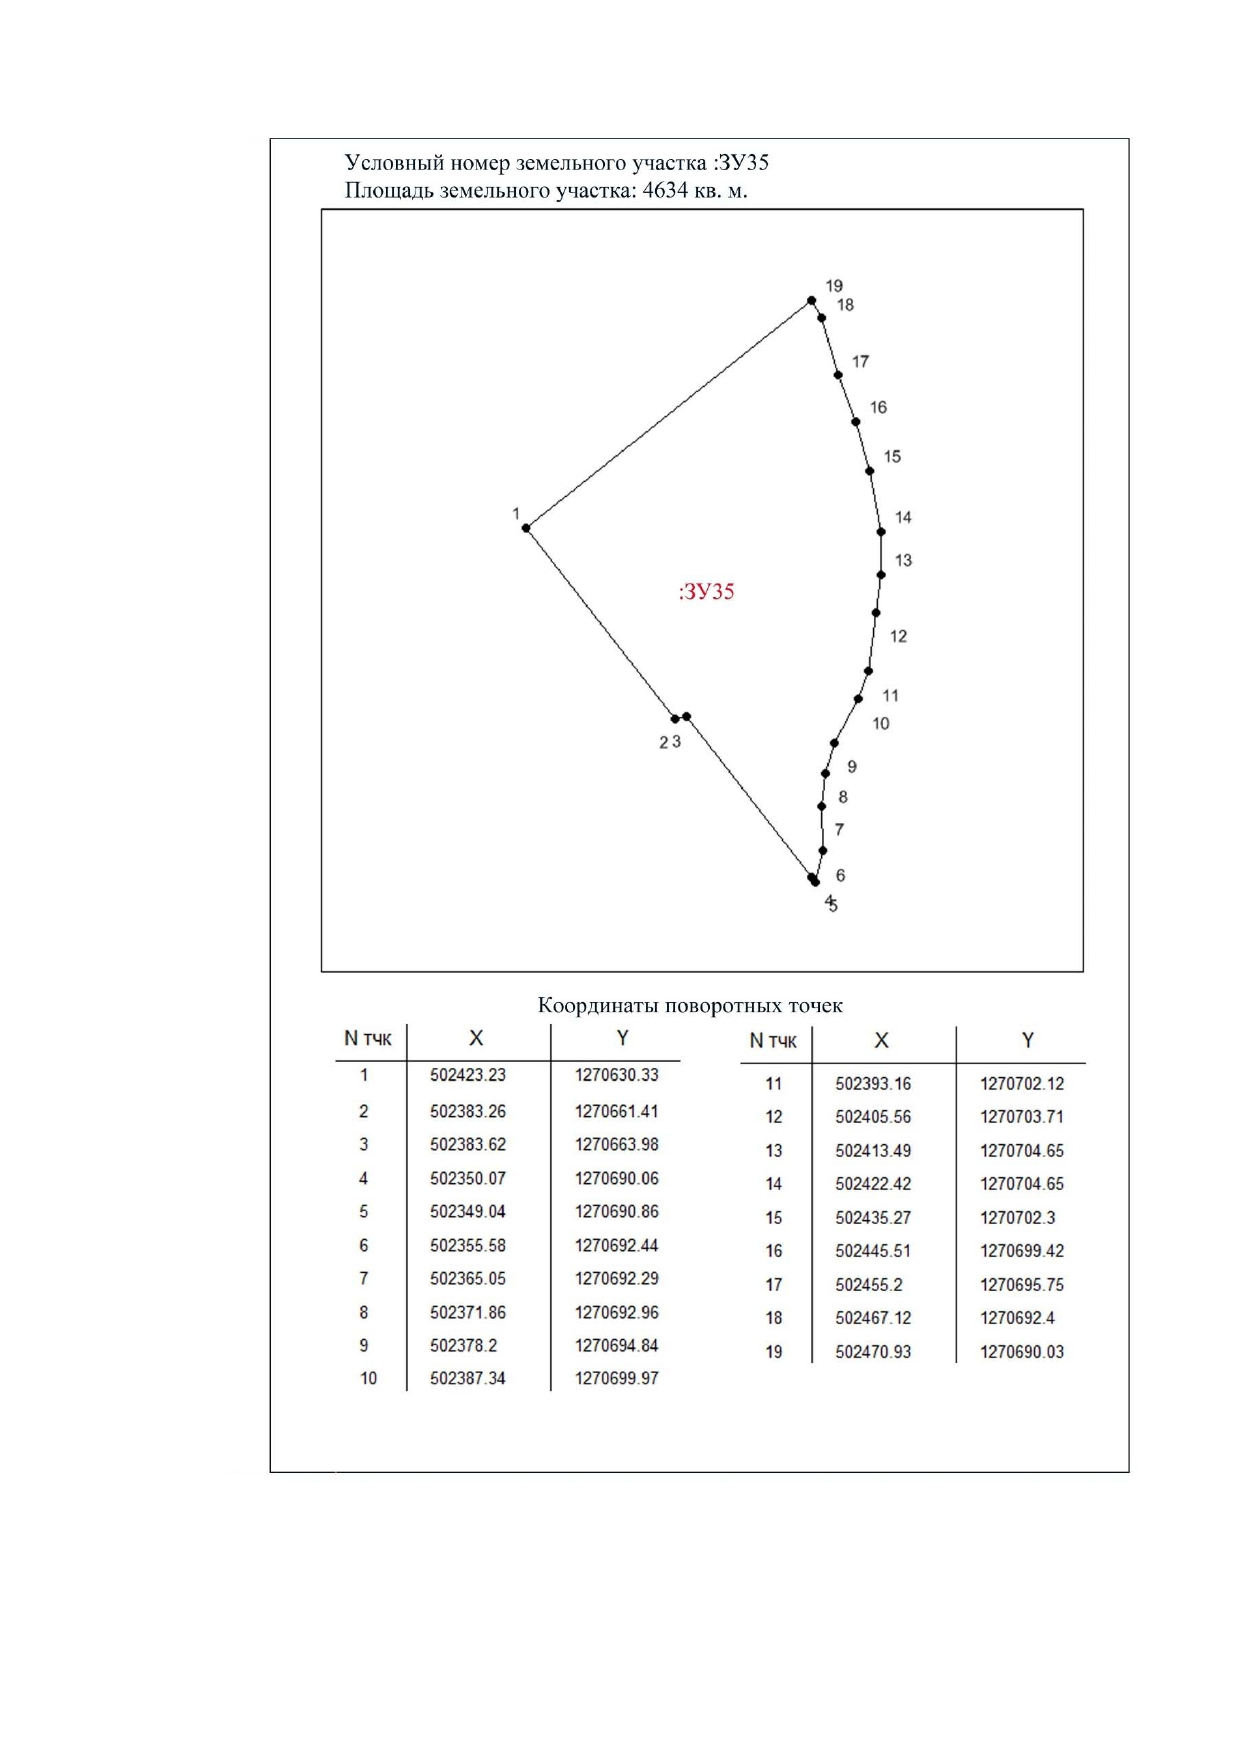 Условный номер земельного участка :ЗУ35
Площадь земельного участка: 4634 кв. м.
19
18
17
16
15
1
14
13
:ЗУ35
12
11
10
2 3
9
8
7
6
4
5
Координаты поворотных точек
N тчк X Y
1 502423.23 1270630.33
2 502383.26 1270661.41
3 502383.62 1270663.98
4 502350.07 1270690.06
5 502349.04 1270690.86
6 502355.58 1270692.44
7 502365.05 1270692.29
8 502371.86 1270692.96
9 502378.2 1270694.84
10 502387.34 1270699.97
N тчк X Y
11 502393.16 1270702.12
12 502405.56 1270703.71
13 502413.49 1270704.65
14 502422.42 1270704.65
15 502435.27 1270702.3
16 502445.51 1270699.42
17 502455.2 1270695.75
18 502467.12 1270692.4
19 502470.93 1270690.03